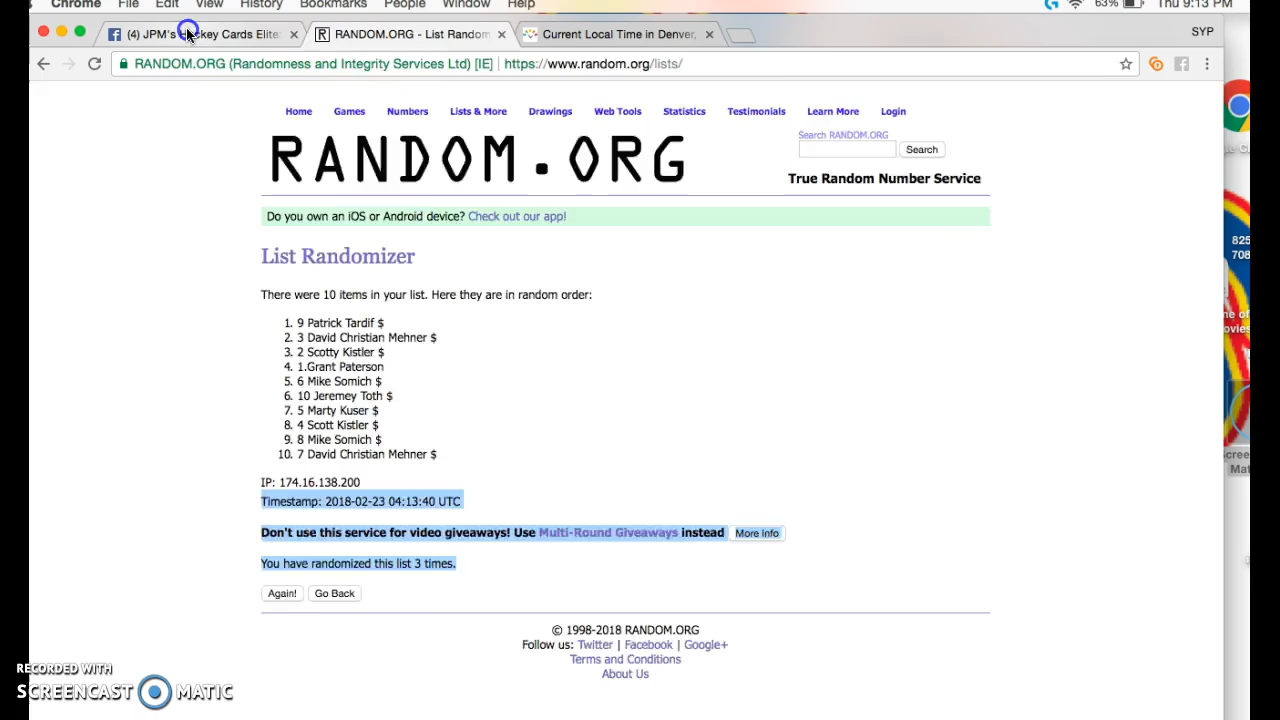 Chrome File Edit View History Bookmarks People Window Help 63% Thu 9:13 PM
(4) JPM's Hockey Cards Elite
RANDOM.ORG - List Random
Current Local Time in Denver,
SYP
RANDOM.ORG (Randomness and Integrity Services Ltd) [IE] https://www.random.org/lists/
Home Games Numbers Lists & More Drawings Web Tools Statistics Testimonials Learn More Login
RANDOM.ORG
Search RANDOM.ORG
Search
True Random Number Service
Do you own an iOS or Android device? Check out our app!
List Randomizer
There were 10 items in your list. Here they are in random order:
1. 9 Patrick Tardif $
2. 3 David Christian Mehner $
3. 2 Scotty Kistler $
4. 1.Grant Paterson
5. 6 Mike Somich $
6. 10 Jeremey Toth $
7. 5 Marty Kuser $
8. 4 Scott Kistler $
9. 8 Mike Somich $
10. 7 David Christian Mehner $
IP: 174.16.138.200
Timestamp: 2018-02-23 04:13:40 UTC
Don't use this service for video giveaways! Use Multi-Round Giveaways instead More Info
You have randomized this list 3 times.
Again! Go Back
© 1998-2018 RANDOM.ORG
Follow us: Twitter | Facebook | Google+
Terms and Conditions
About Us
825
708
RECORDED WITH
SCREENCAST MATIC